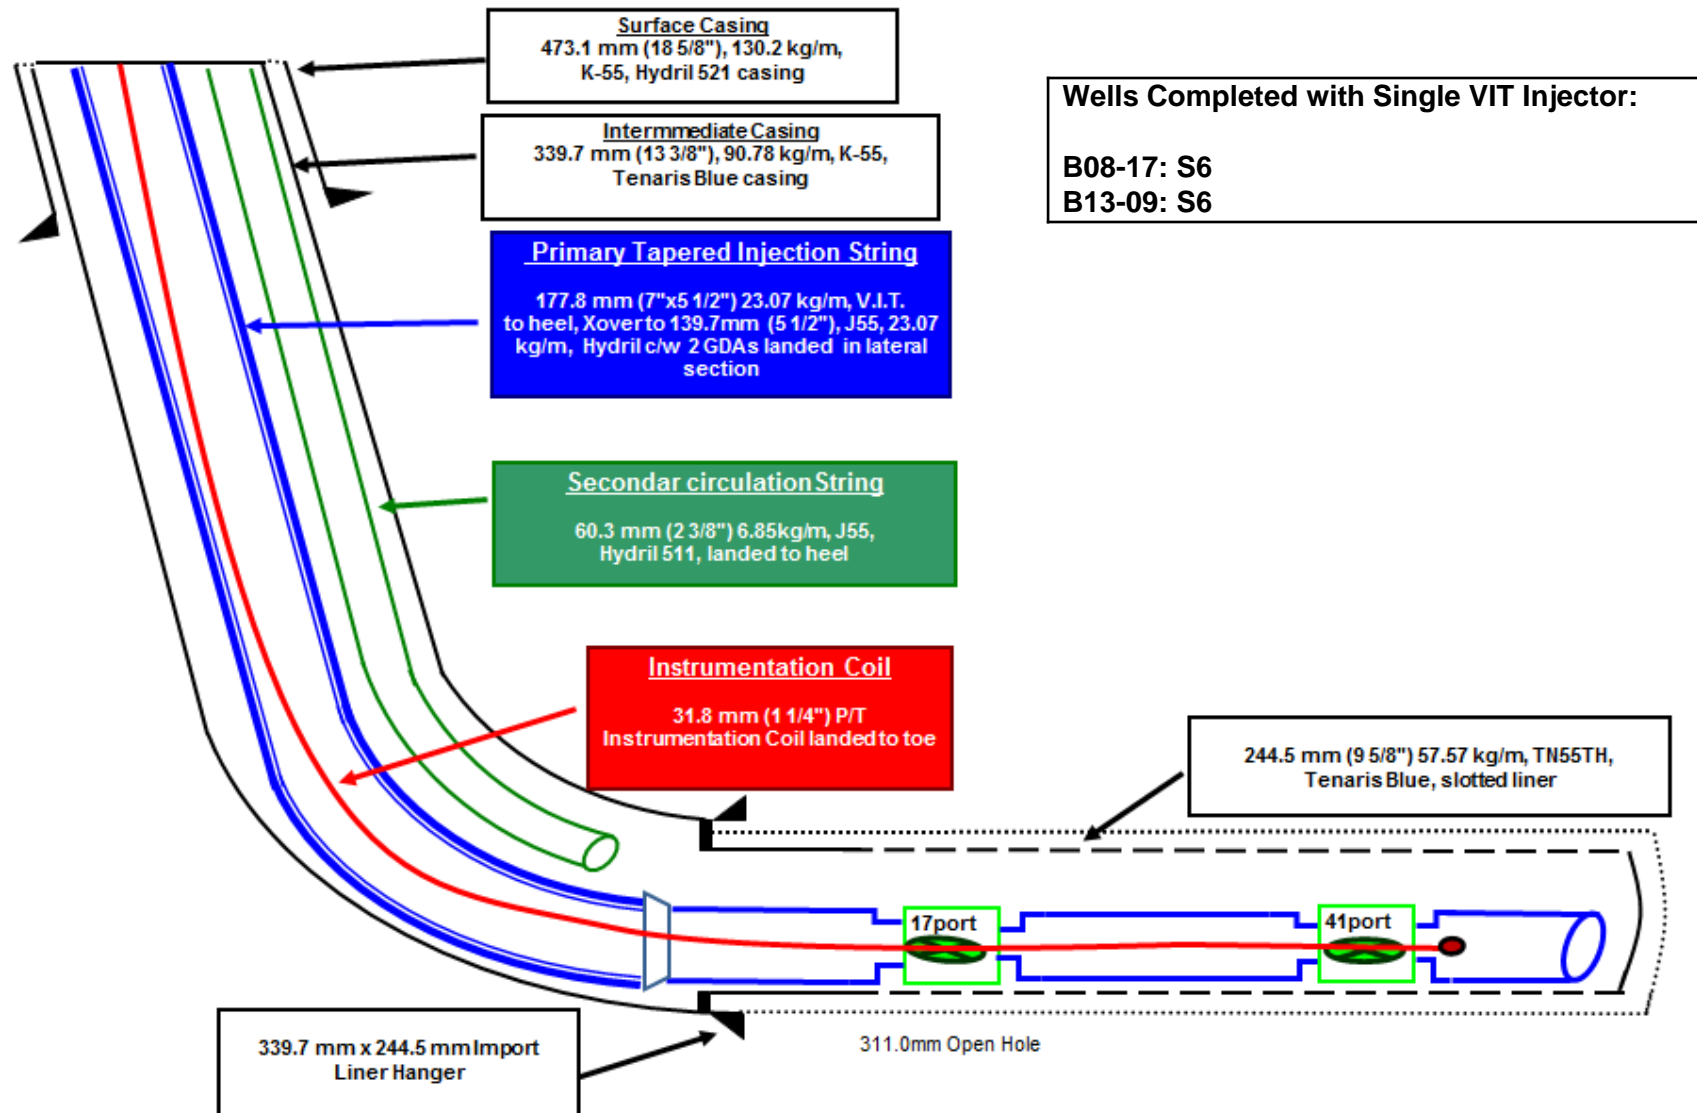 Surface Casing
473.1 mm (18 5/8"), 130.2 kg/m,
K-55, Hydril 521 casing
Wells Completed with Single VIT Injector:
B08-17: S6
B13-09: S6
Intermmediate Casing
339.7 mm (13 3/8"), 90.78 kg/m, K-55,
Tenaris Blue casing
Primary Tapered Injection String
177.8 mm (7"x5 1/2") 23.07 kg/m, V.I.T.
to heel, Xover to 139.7mm (5 1/2"), J55, 23.07
kg/m, Hydril c/w 2 GDAs landed in lateral
section
Secondar circulation String
60.3 mm (2 3/8") 6.85kg/m, J55,
Hydril 511, landed to heel
Instrumentation Coil
31.8 mm (1 1/4") P/T
Instrumentation Coil landed to toe
244.5 mm (9 5/8") 57.57 kg/m, TN55TH,
Tenaris Blue, slotted liner
17port
41port
339.7 mm x 244.5 mm Import
Liner Hanger
311.0mm Open Hole